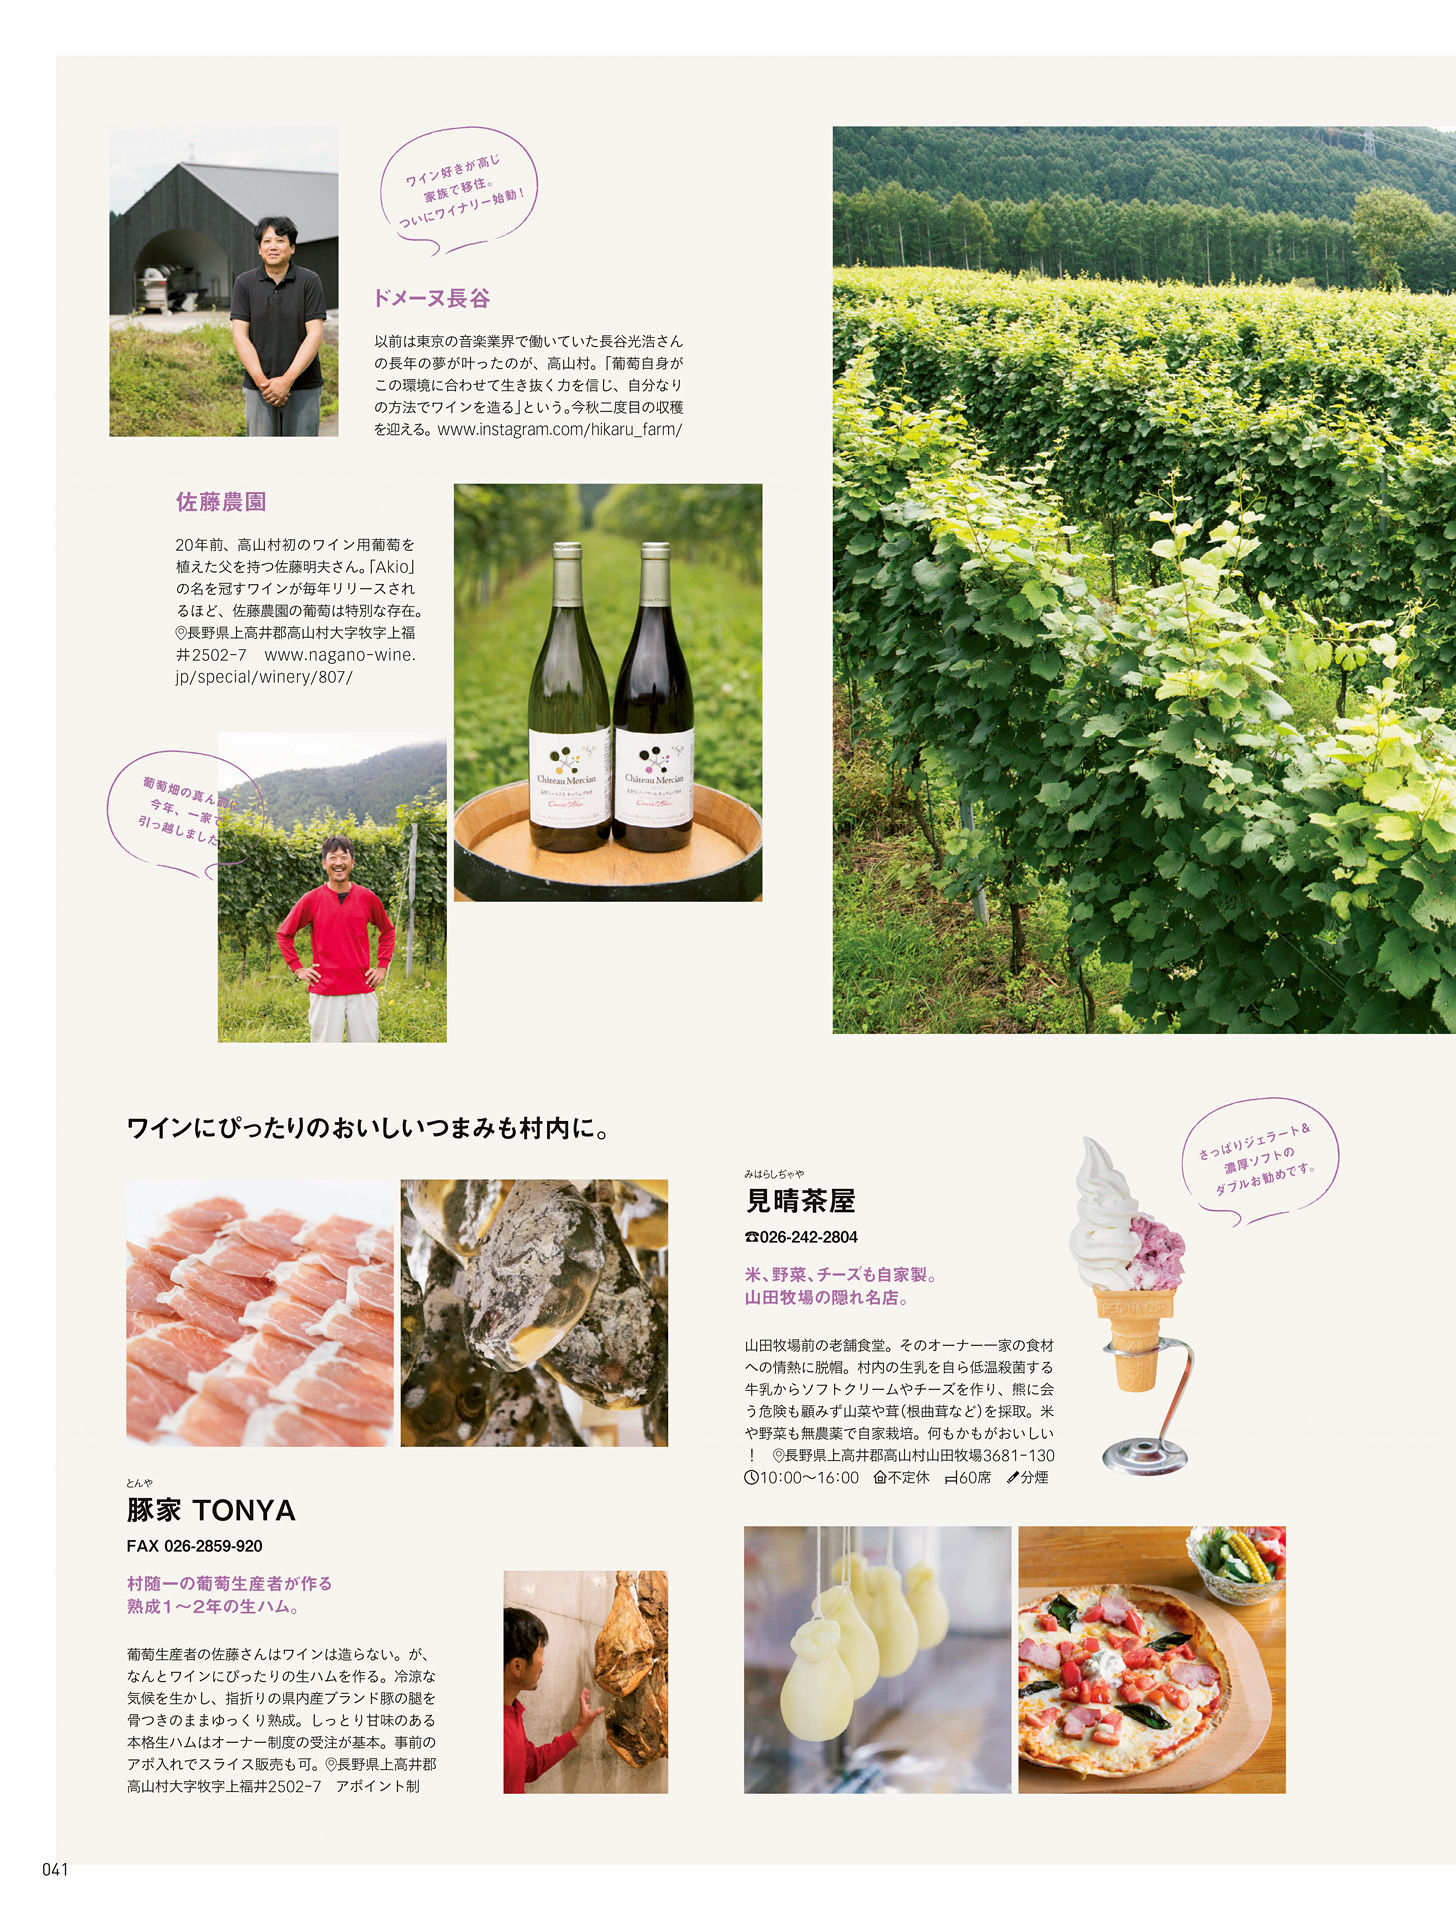 ワイン好きが高じ
家族で移住。
ついにワイナリー始動！
ドメーヌ長谷
以前は東京の音楽業界で働いていた長谷光浩さん
の長年の夢が叶ったのが、高山村。「葡萄自身が
この環境に合わせて生き抜く力を信じ、自分なり
の方法でワインを造る」という。今秋二度目の収穫
を迎える。www.instagram.com/hikaru_farm/
佐藤農園
20年前、高山村初のワイン用葡萄を
植えた父を持つ佐藤明夫さん。「Akio」
の名を冠すワインが毎年リリースされ
るほど、佐藤農園の葡萄は特別な存在。
長野県上高井郡高山村大字牧字上福
井2502-7　www.nagano-wine.
jp/special/winery/807/
葡萄畑の真ん前に
今年、一家で
引っ越しました
Château Mercian
Cuvée Akio
Château Mercian
Cuvée Akio
ワインにぴったりのおいしいつまみも村内に。
とんや
豚家 TONYA
FAX 026-2859-920
村随一の葡萄生産者が作る
熟成1〜2年の生ハム。
葡萄生産者の佐藤さんはワインは造らない。が、
なんとワインにぴったりの生ハムを作る。冷涼な
気候を生かし、指折りの県内産ブランド豚の腿を
骨つきのままゆっくり熟成。しっとり甘味のある
本格生ハムはオーナー制度の受注が基本。事前の
アポ入れでスライス販売も可。長野県上高井郡
高山村大字牧字上福井2502-7　アポイント制
みはらしぢゃや
見晴茶屋
☎026-242-2804
米、野菜、チーズも自家製。
山田牧場の隠れ名店。
山田牧場前の老舗食堂。そのオーナー一家の食材
への情熱に脱帽。村内の生乳を自ら低温殺菌する
牛乳からソフトクリームやチーズを作り、熊に会
う危険も顧みず山菜や茸（根曲茸など）を採取。米
や野菜も無農薬で自家栽培。何もかもがおいしい
！　長野県上高井郡高山村山田牧場3681-130
10:00〜16:00　不定休　60席　分煙
さっぱりジェラート&
濃厚ソフトの
ダブルお勧めです。
041